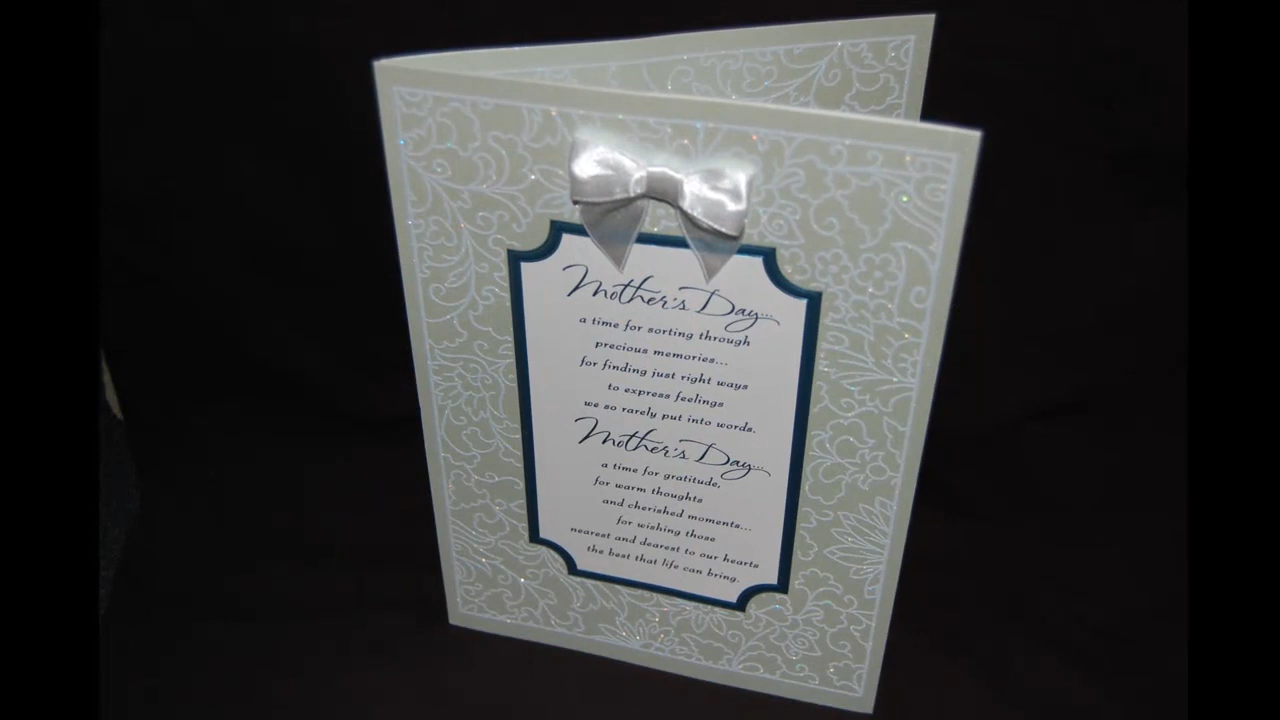 Mother's Day...
a time for sorting through
precious memories...
for finding just right ways
to express feelings
we so rarely put into words.
Mother's Day...
a time for gratitude,
for warm thoughts
and cherished moments...
for wishing those
nearest and dearest to our hearts
the best that life can bring.